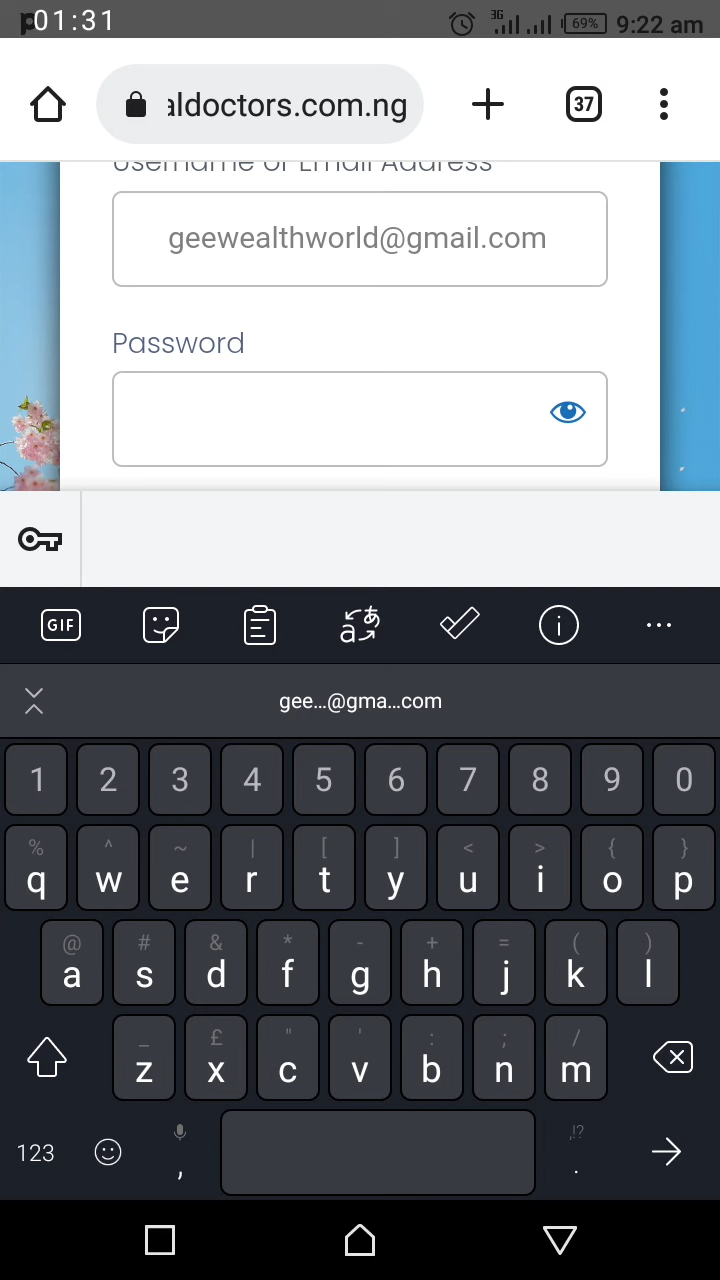 01:31 3G 69% 9:22 am
aldoctors.com.ng 37
Username or Email Address
geewealthworld@gmail.com
Password
GIF a あ i ...
gee...@gma...com
1 2 3 4 5 6 7 8 9 0
% ^ ~ | [ ] < > { }
q w e r t y u i o p
@ # & * - + = ( )
a s d f g h j k l
_ £ " ' : ; /
z x c v b n m
,!?
123 , .